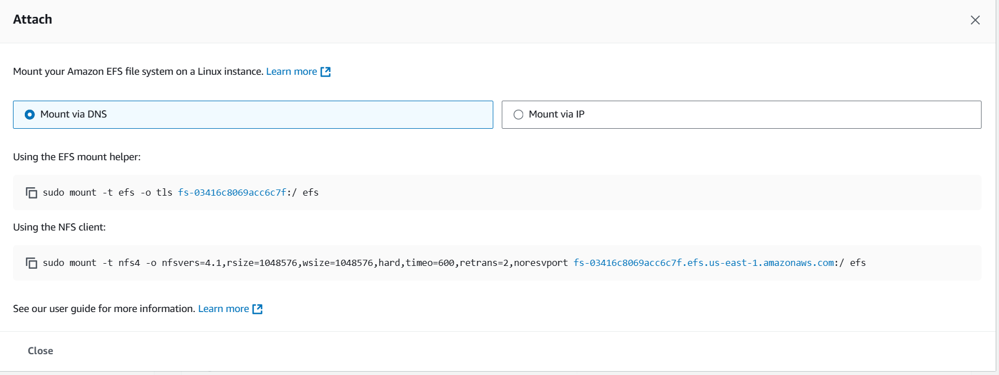 Attach
Mount your Amazon EFS file system on a Linux instance. Learn more
Mount via DNS
Mount via IP
Using the EFS mount helper:
sudo mount -t efs -o tls fs-03416c8069acc6c7f:/ efs
Using the NFS client:
sudo mount -t nfs4 -o nfsvers=4.1,rsize=1048576,wsize=1048576,hard,timeo=600,retrans=2,noresvport fs-03416c8069acc6c7f.efs.us-east-1.amazonaws.com:/ efs
See our user guide for more information. Learn more
Close